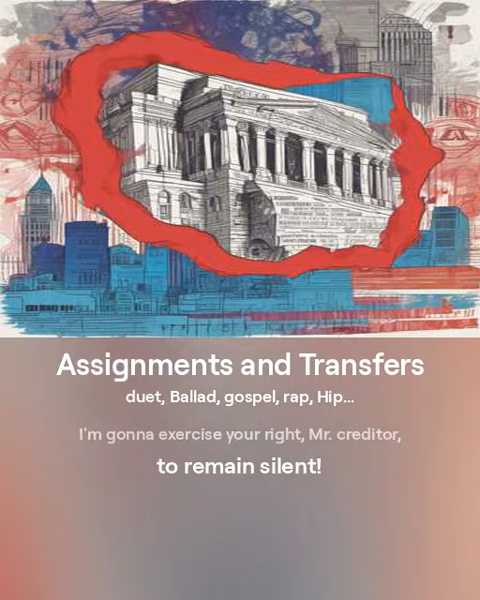 Assignments and Transfers
duet, Ballad, gospel, rap, Hip...
I'm gonna exercise your right, Mr. creditor,
to remain silent!